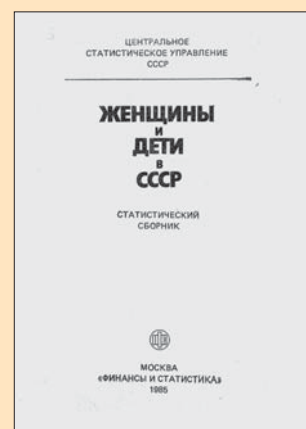 ЦЕНТРАЛЬНОЕ
СТАТИСТИЧЕСКОЕ УПРАВЛЕНИЕ
СССР
ЖЕНЩИНЫ
И
ДЕТИ
В
СССР
СТАТИСТИЧЕСКИЙ
СБОРНИК
МОСКВА
«ФИНАНСЫ И СТАТИСТИКА»
1985